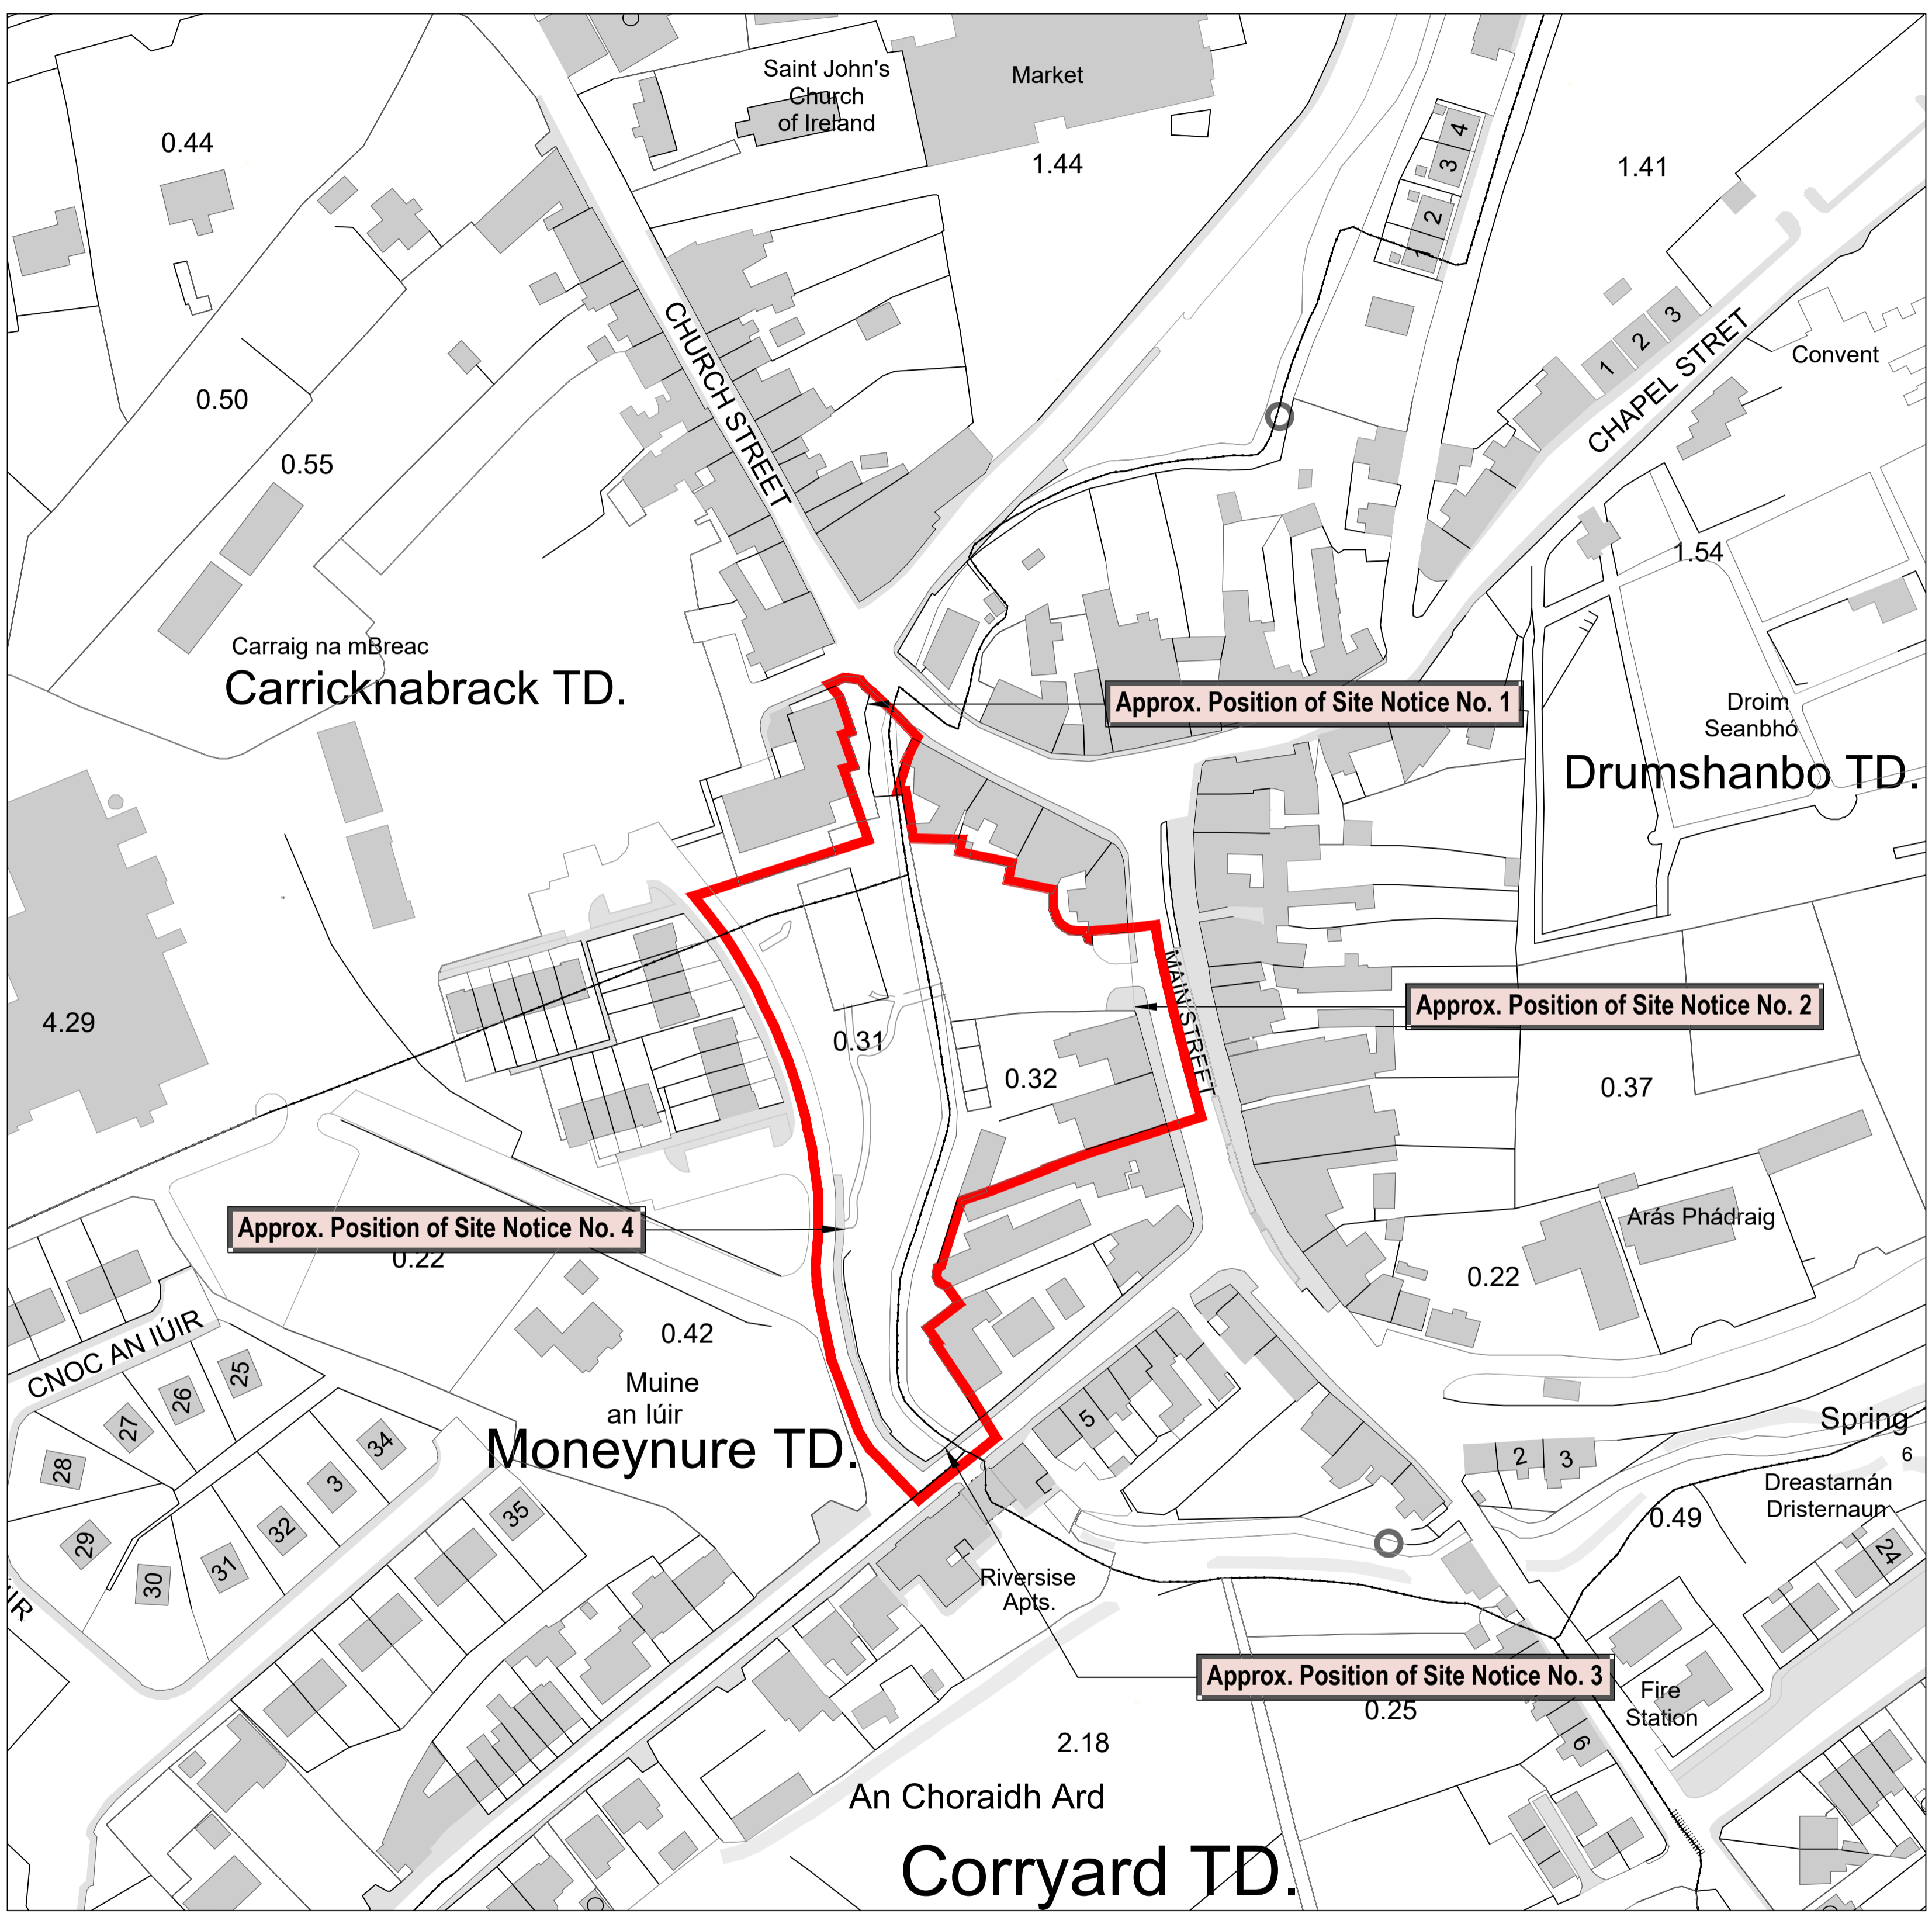 Saint John's
Church
of Ireland
Market
0.44
1.44
1.41
4
3
2
1
CHURCH STREET
3
2
1
CHAPEL STRET
Convent
0.50
0.55
1.54
Carraig na mBreac
Carricknabrack TD.
Approx. Position of Site Notice No. 1
Droim
Seanbhó
Drumshanbo TD.
4.29
MAIN STREET
Approx. Position of Site Notice No. 2
0.31
0.32
0.37
Approx. Position of Site Notice No. 4
0.22
Arás Phádraig
0.22
CNOC AN IÚIR
0.42
Muine
an Iúir
Moneynure TD.
25
26
27
28
29
30
31
32
3
34
35
5
Spring
6
2
3
Dreastarnán
Dristernaun
0.49
24
Riversise
Apts.
Approx. Position of Site Notice No. 3
0.25
Fire
Station
6
2.18
An Choraidh Ard
Corryard TD.